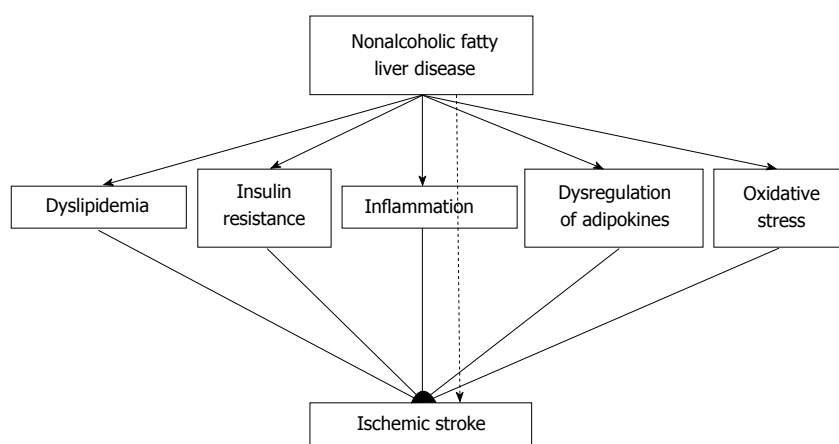 Nonalcoholic fatty
liver disease
Dyslipidemia
Insulin
resistance
Inflammation
Dysregulation
of adipokines
Oxidative
stress
Ischemic stroke